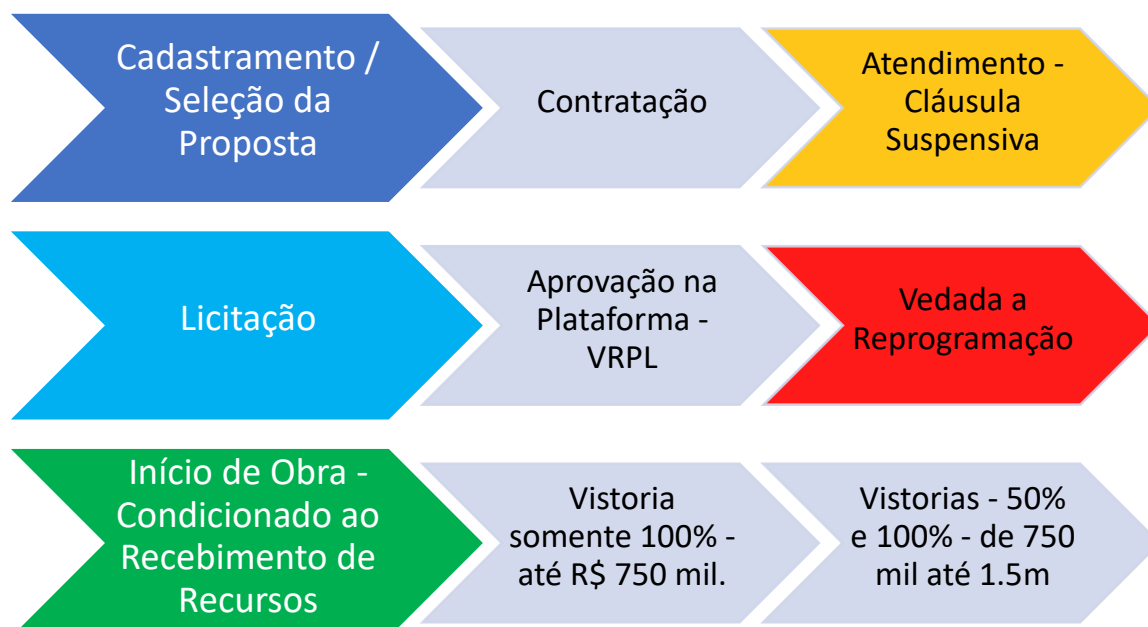 Cadastramento /
Seleção da
Proposta
Contratação
Atendimento -
Cláusula
Suspensiva
Licitação
Aprovação na
Plataforma -
VRPL
Vedada a
Reprogramação
Início de Obra -
Condicionado ao
Recebimento de
Recursos
Vistoria
somente 100% -
até R$ 750 mil.
Vistorias - 50%
e 100% - de 750
mil até 1.5m